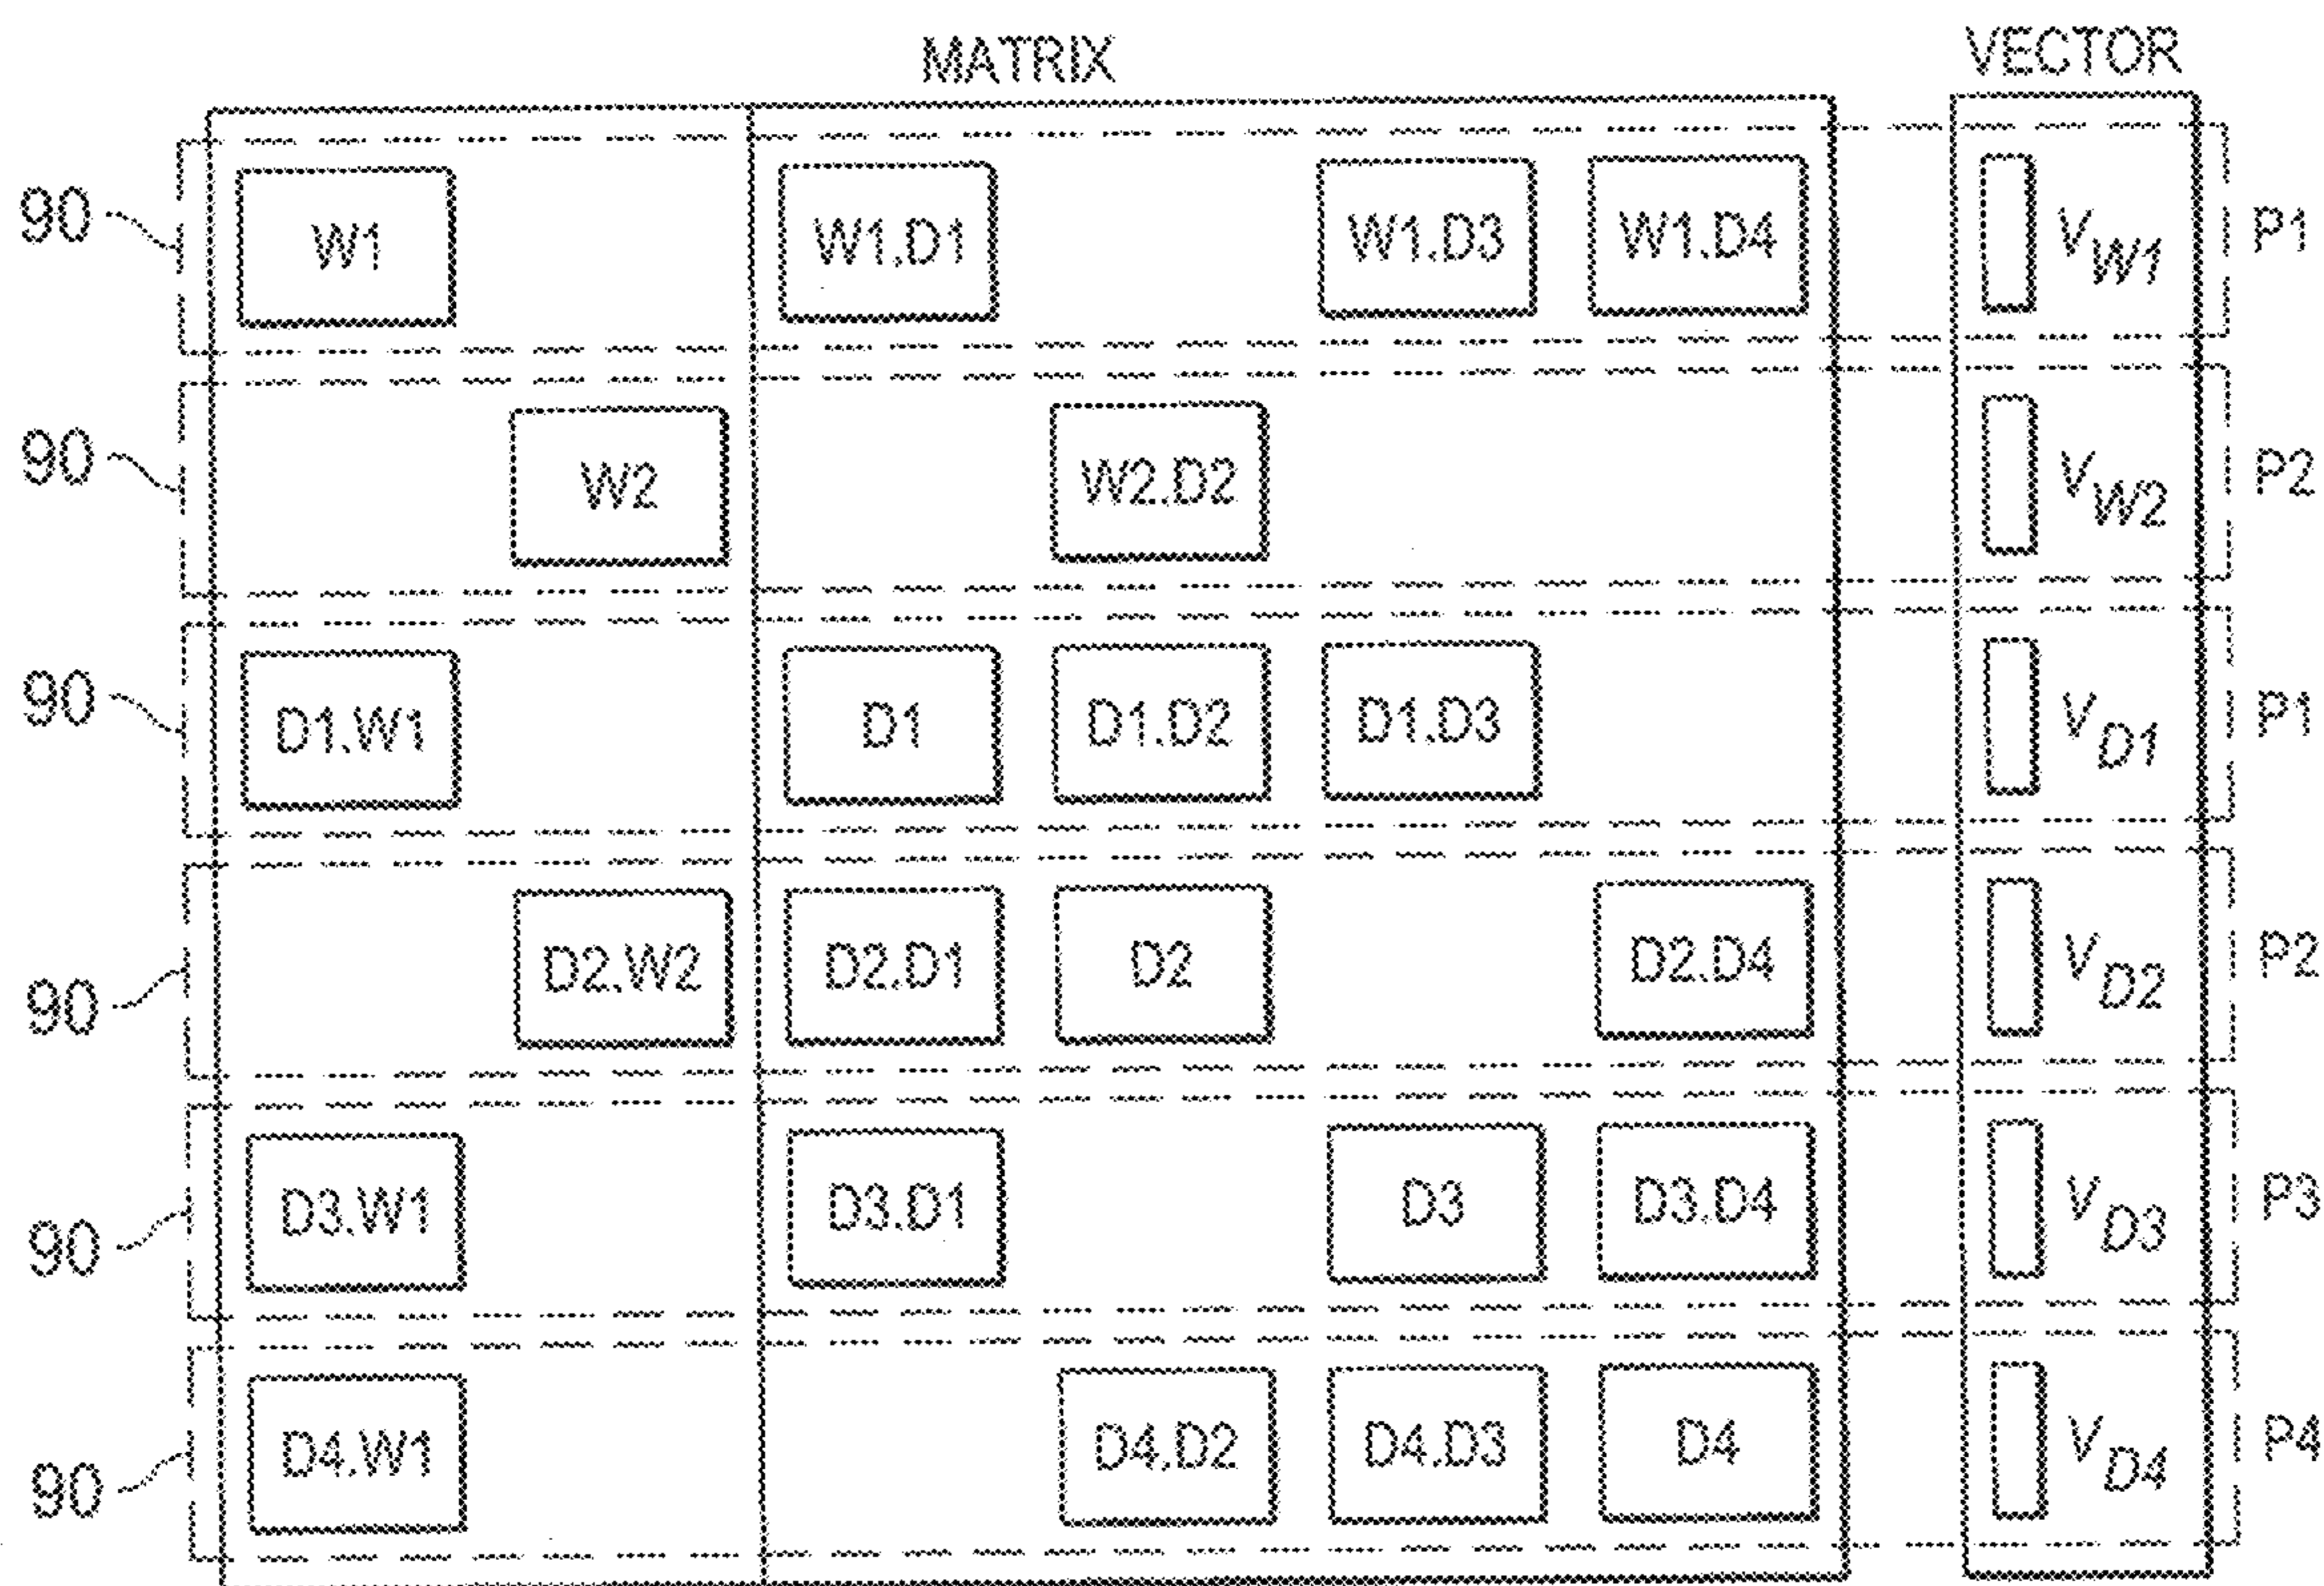 MATRIX VECTOR
90 W1 W1.D1 W1.D3 W1.D4 VW1 P1
90 W2 W2.D2 VW2 P2
90 D1.W1 D1 D1.D2 D1.D3 VD1 P1
90 D2.W2 D2.D1 D2 D2.D4 VD2 P2
90 D3.W1 D3.D1 D3 D3.D4 VD3 P3
90 D4.W1 D4.D2 D4.D3 D4 VD4 P4